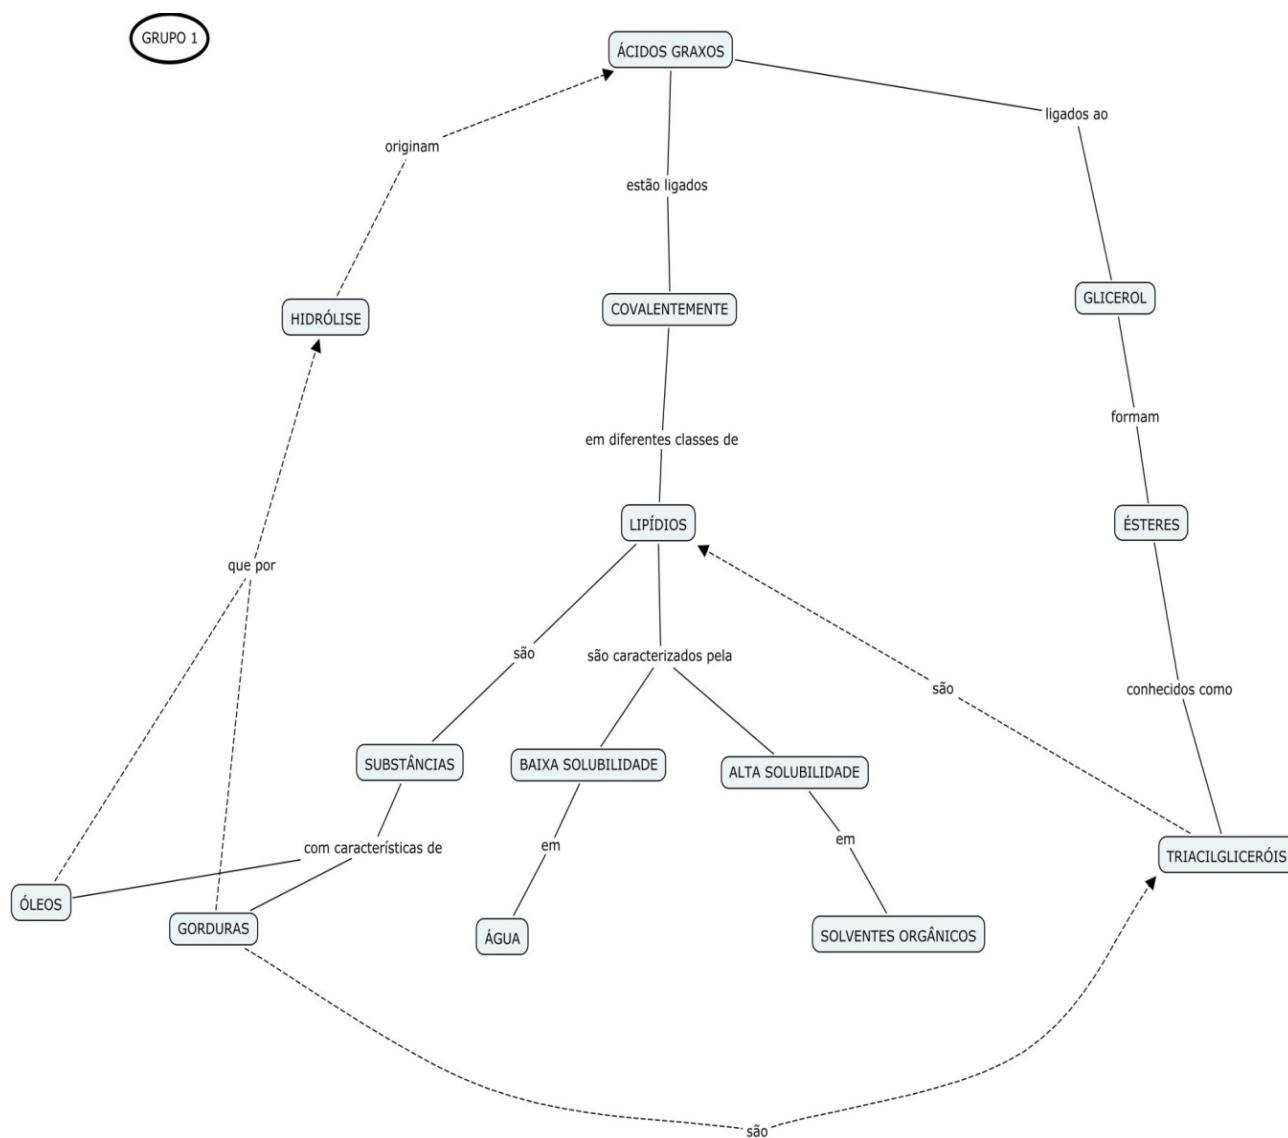 GRUPO 1
ÁCIDOS GRAXOS
ligados ao
originam
estão ligados
HIDRÓLISE
COVALENTEMENTE
GLICEROL
formam
em diferentes classes de
LIPÍDIOS
ÉSTERES
que por
são
são caracterizados pela
são
conhecidos como
SUBSTÂNCIAS
BAIXA SOLUBILIDADE
ALTA SOLUBILIDADE
com características de
em
em
TRIACILGLICERÓIS
ÓLEOS
GORDURAS
ÁGUA
SOLVENTES ORGÂNICOS
são